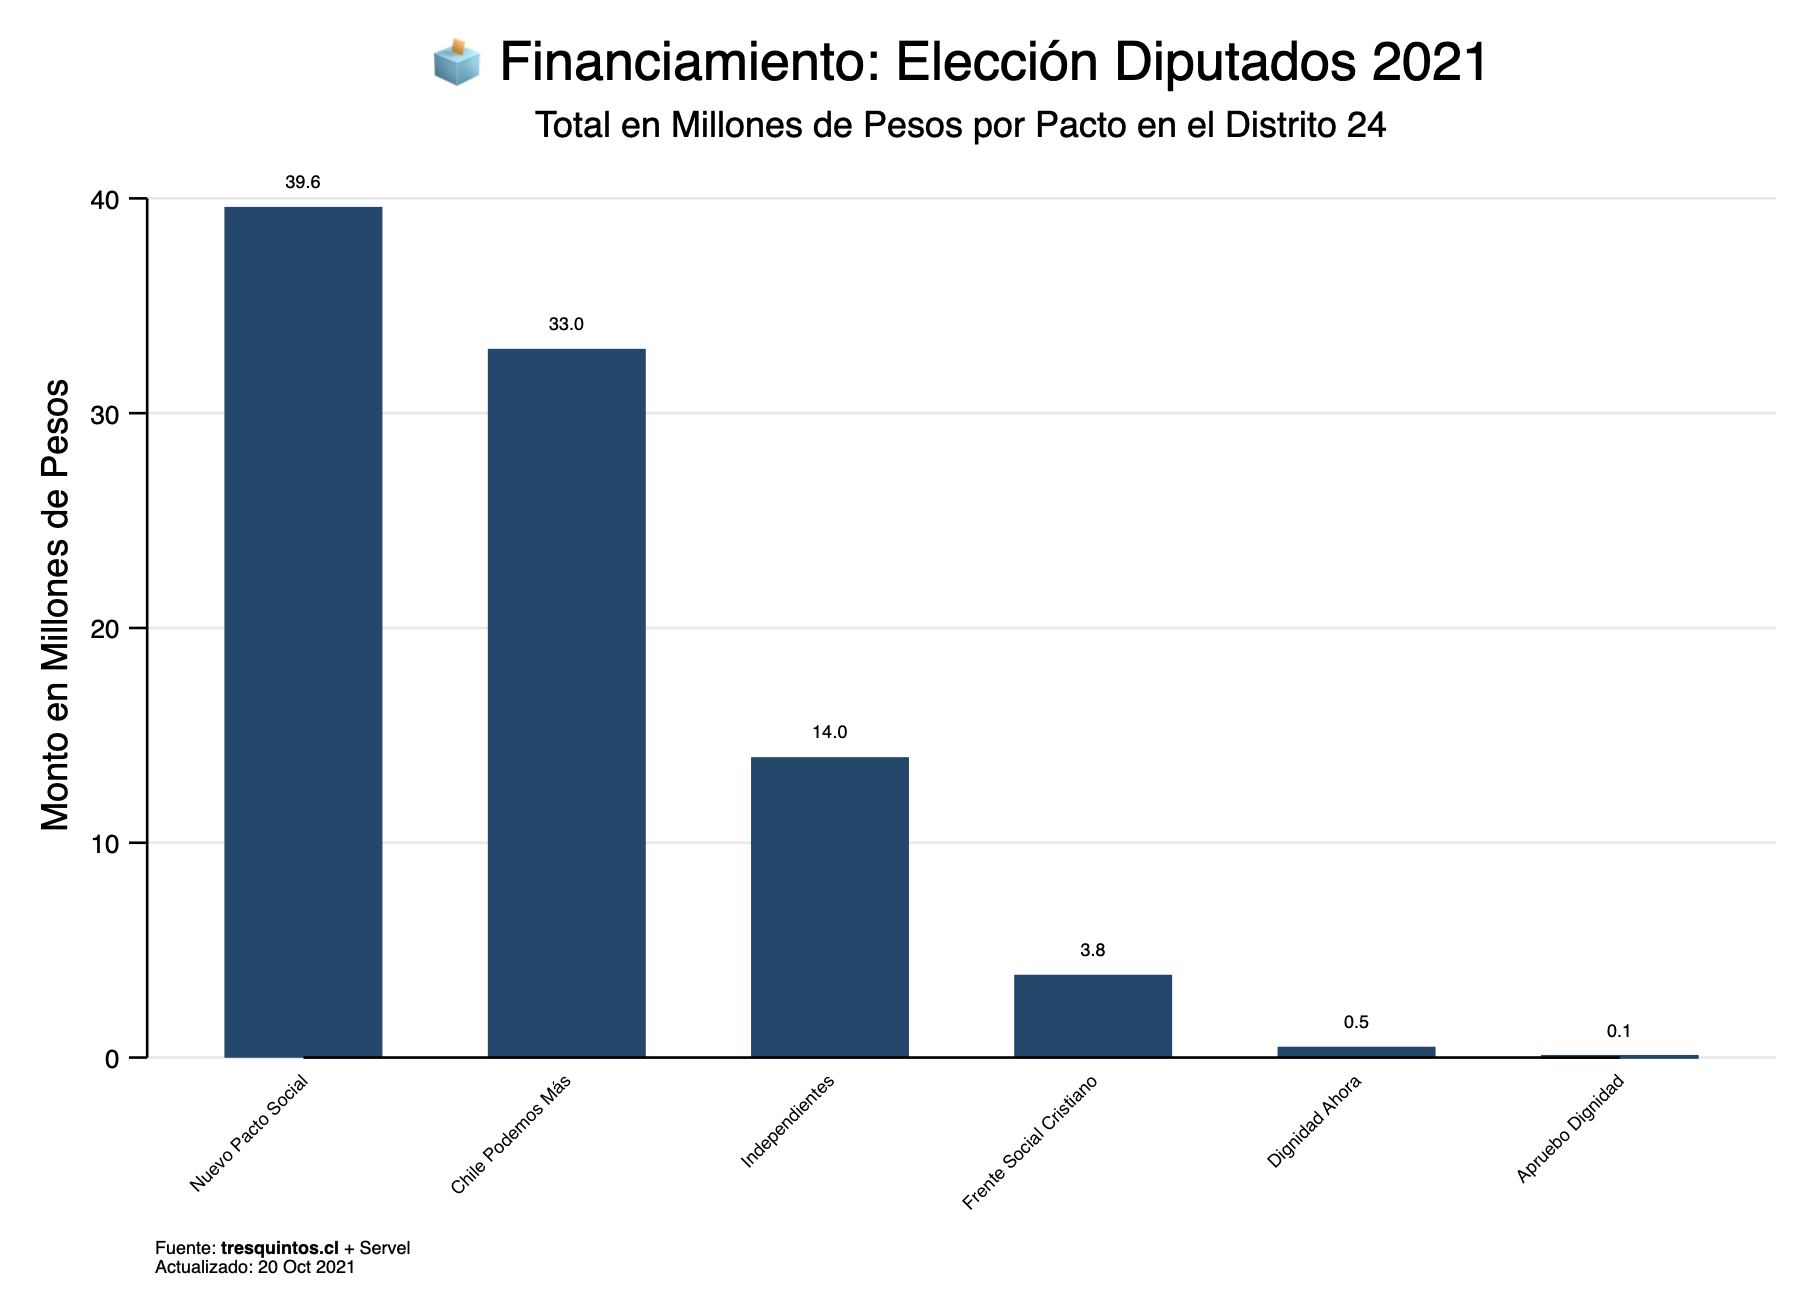 Financiamiento: Elección Diputados 2021
Total en Millones de Pesos por Pacto en el Distrito 24
Monto en Millones de Pesos
40
30
20
10
0
39.6
33.0
14.0
3.8
0.5
0.1
Nuevo Pacto Social
Chile Podemos Más
Independientes
Frente Social Cristiano
Dignidad Ahora
Apruebo Dignidad
Fuente: tresquintos.cl + Servel
Actualizado: 20 Oct 2021